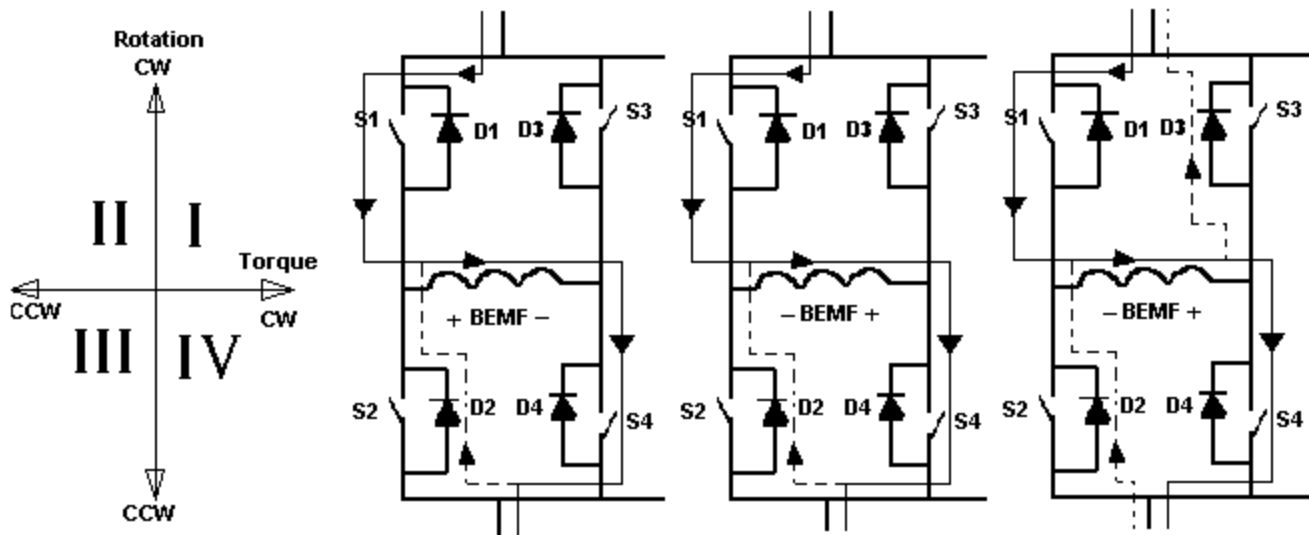 Rotation
CW
II I
Torque
CCW CW
III IV
CCW
S1 D1 D3 S3
+ BEMF −
S2 D2 D4 S4
S1 D1 D3 S3
− BEMF +
S2 D2 D4 S4
S1 D1 D3 S3
− BEMF +
S2 D2 D4 S4